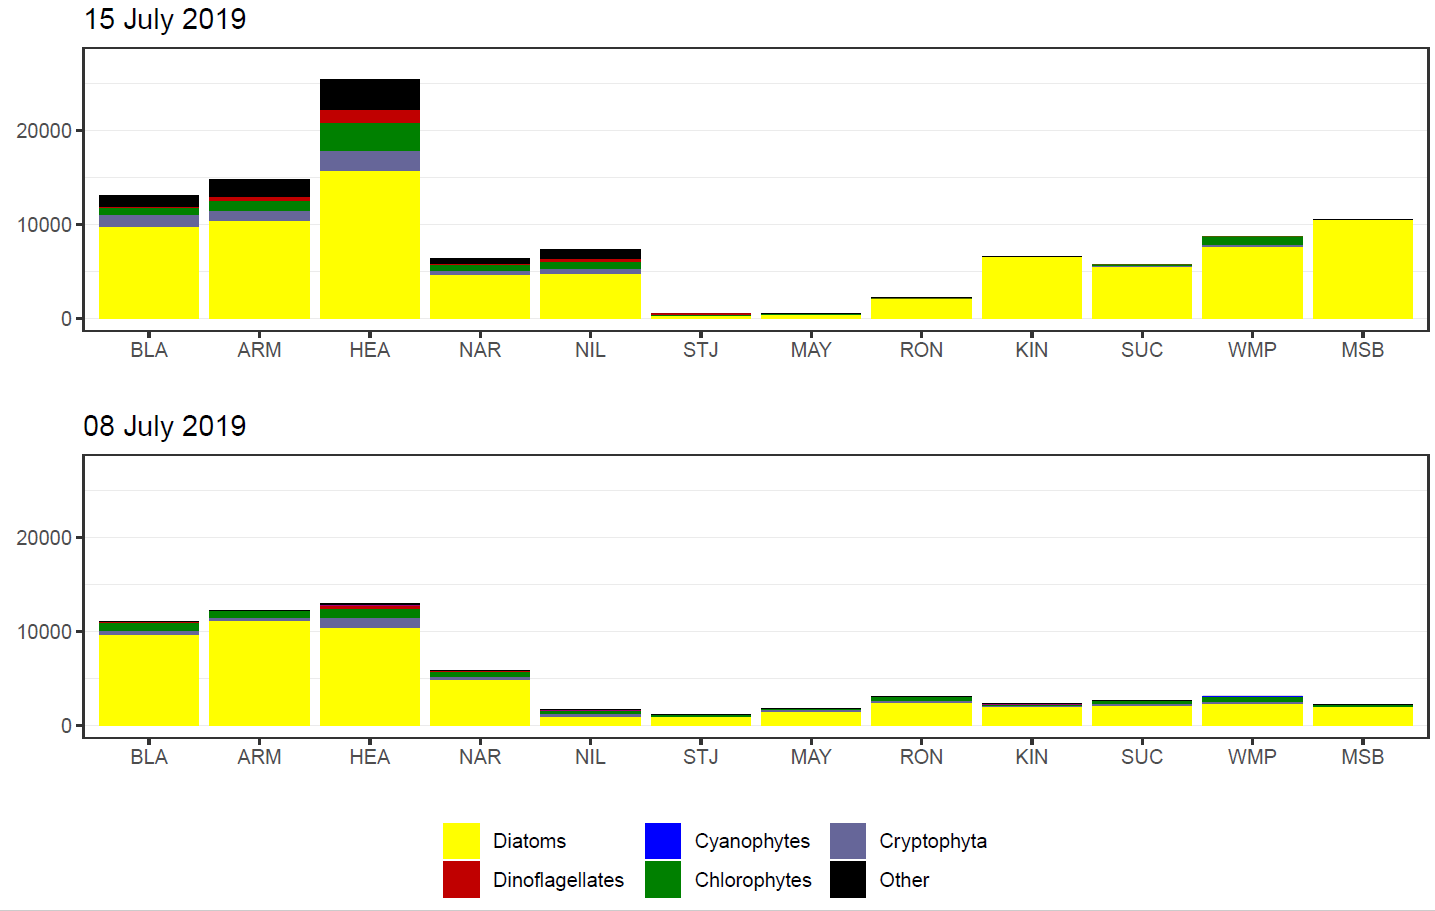 15 July 2019
20000
10000
0
BLA ARM HEA NAR NIL STJ MAY RON KIN SUC WMP MSB
08 July 2019
20000
10000
0
BLA ARM HEA NAR NIL STJ MAY RON KIN SUC WMP MSB
Diatoms Cyanophytes Cryptophyta
Dinoflagellates Chlorophytes Other